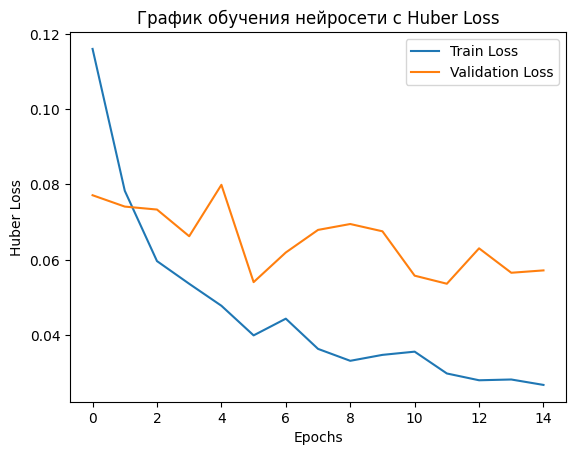 График обучения нейросети с Huber Loss
0.12
0.10
0.08
0.06
0.04
Huber Loss
Train Loss
Validation Loss
0 2 4 6 8 10 12 14
Epochs